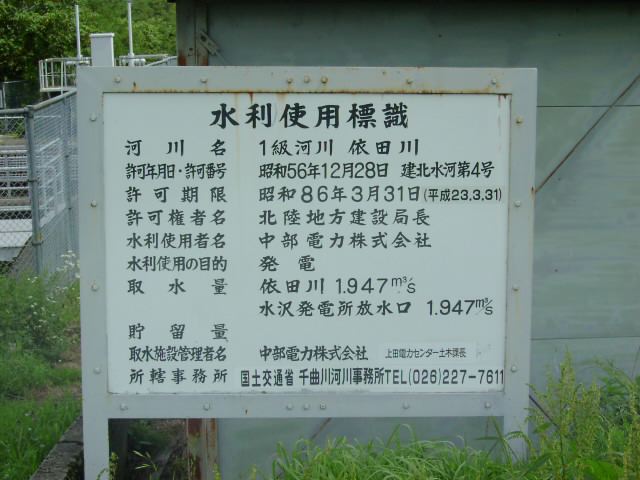 水利使用標識
河川名 1級河川 依田川
許可年月日・許可番号 昭和56年12月28日 建北水河第4号
許可期限 昭和86年3月31日(平成23.3.31)
許可権者名 北陸地方建設局長
水利使用者名 中部電力株式会社
水利使用の目的 発電
取水量 依田川 1.947㎥/s
水沢発電所放水口 1.947㎥/s
貯留量
取水施設管理者名 中部電力株式会社 上田電力センター土木課長
所轄事務所 国土交通省 千曲川河川事務所TEL(026)227-7611